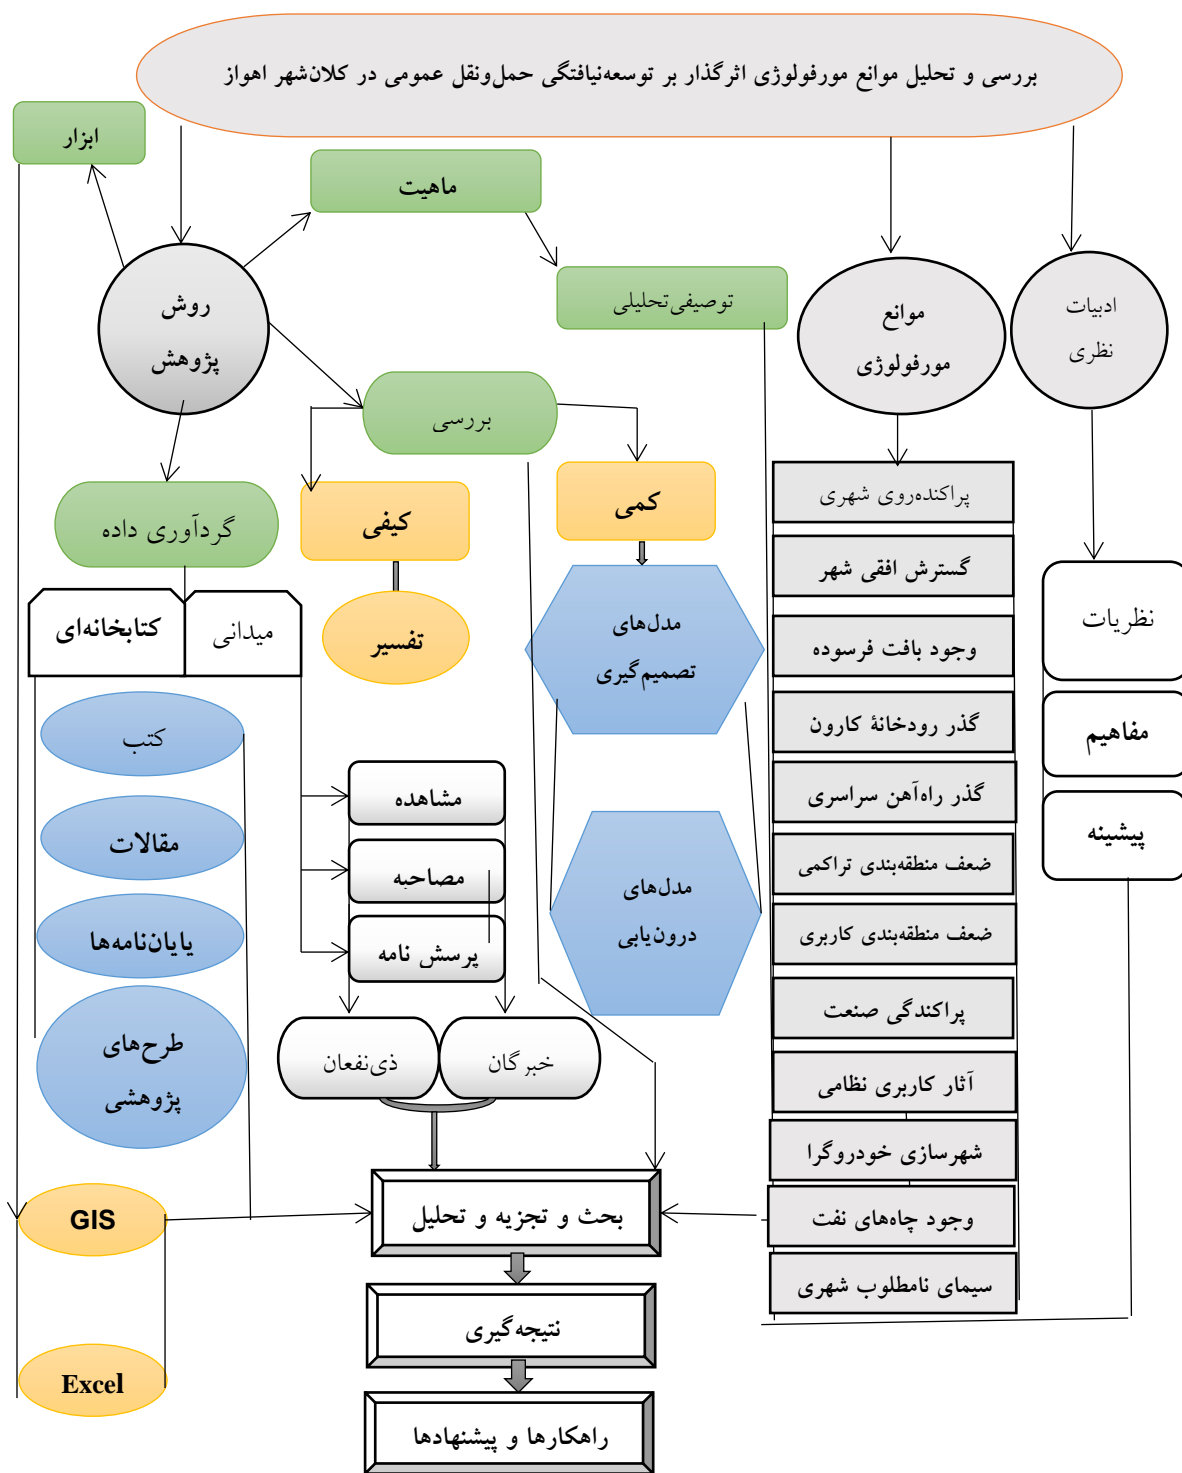 بررسی و تحلیل موانع مورفولوژی اثرگذار بر توسعه‌نیافتگی حمل‌ونقل عمومی در کلان‌شهر اهواز
ابزار
ماهیت
توصیفی‌تحلیلی
روش
پژوهش
موانع
مورفولوژی
ادبیات
نظری
بررسی
گردآوری داده
کیفی
کمی
کتابخانه‌ای
میدانی
تفسیر
مدل‌های
تصمیم‌گیری
کتب
مقالات
پایان‌نامه‌ها
طرح‌های
پژوهشی
مشاهده
مصاحبه
پرسش نامه
مدل‌های
درون‌یابی
ذی‌نفعان
خبرگان
پراکنده‌روی شهری
گسترش افقی شهر
وجود بافت فرسوده
گذر رودخانهٔ کارون
گذر راه‌آهن سراسری
ضعف منطقه‌بندی تراکمی
ضعف منطقه‌بندی کاربری
پراکندگی صنعت
آثار کاربری نظامی
شهرسازی خودروگرا
وجود چاه‌های نفت
سیمای نامطلوب شهری
نظریات
مفاهیم
پیشینه
GIS
Excel
بحث و تجزیه و تحلیل
نتیجه‌گیری
راهکارها و پیشنهادها